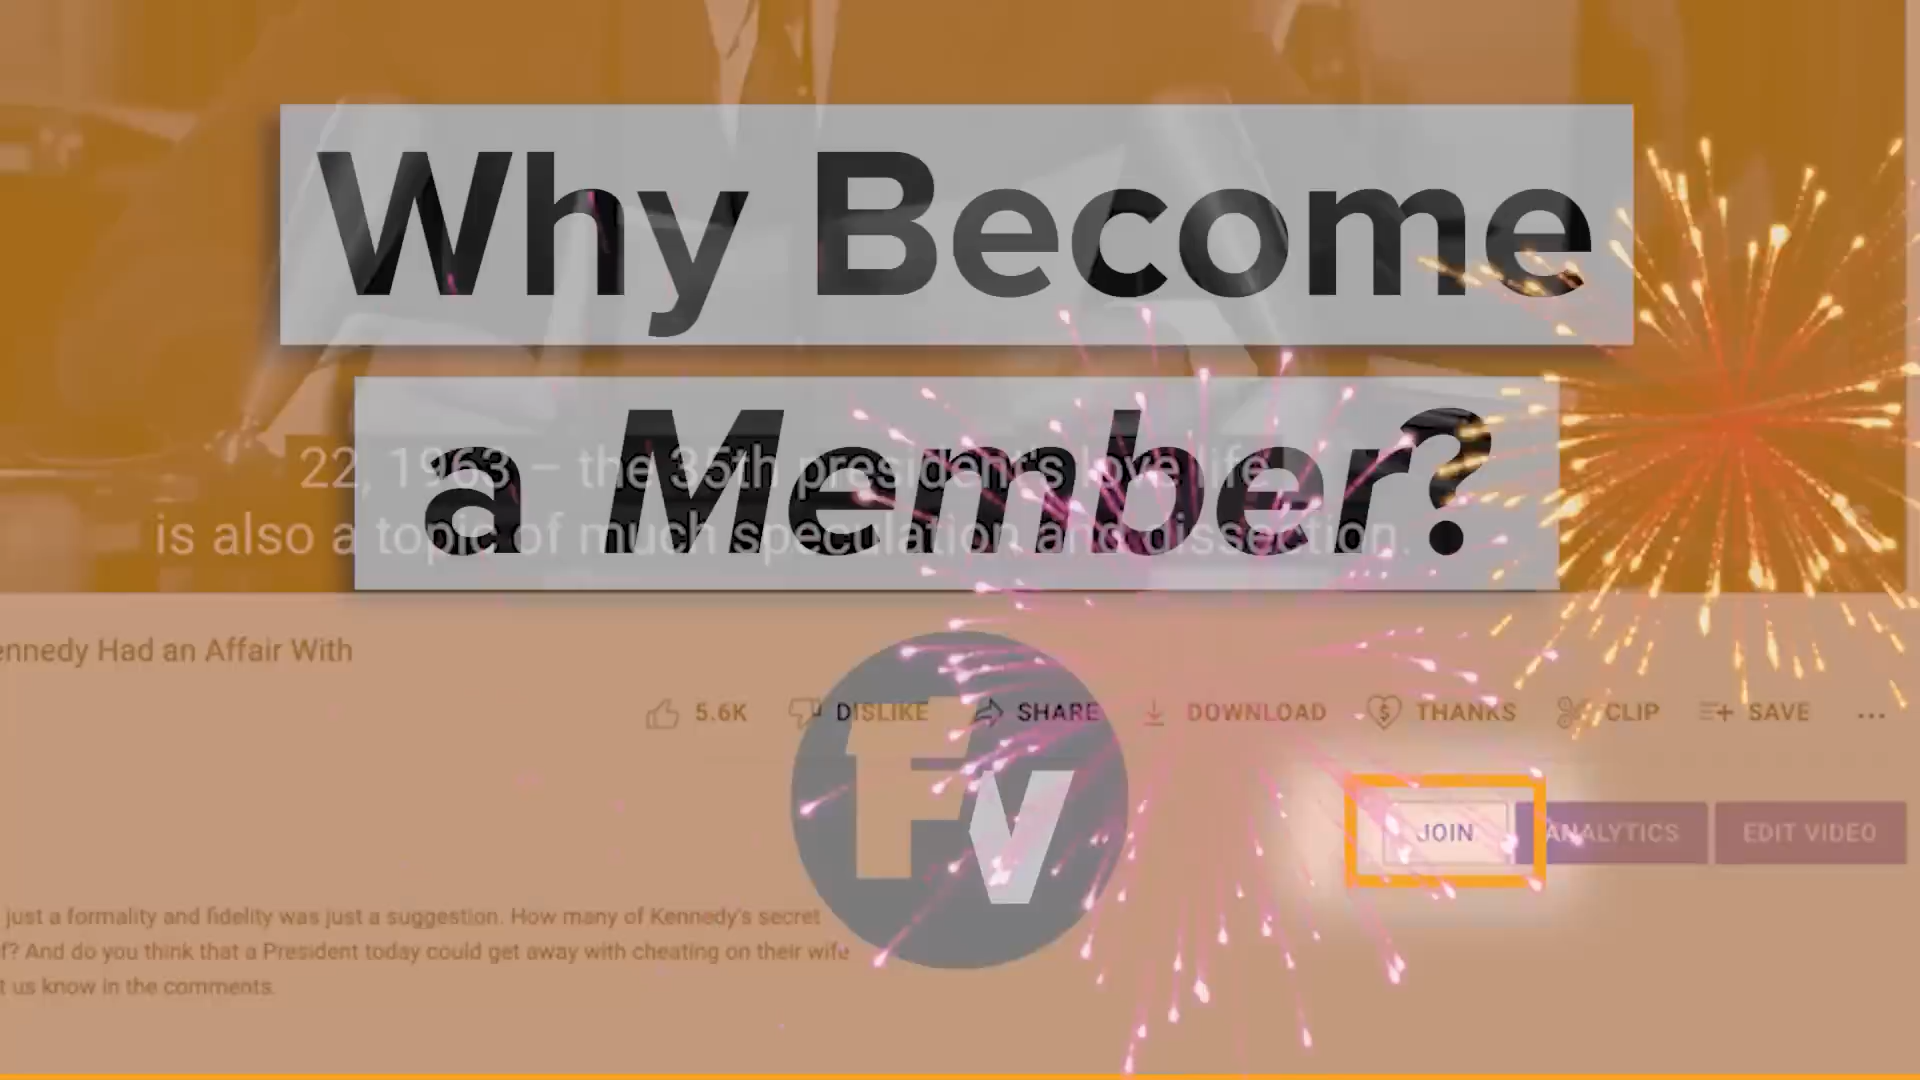 Why Become
a Member?
22, 1963 – the 35th president's love life
is also a topic of much speculation and dissection.
ennedy Had an Affair With
5.6K DISLIKE SHARE DOWNLOAD THANKS CLIP SAVE ...
FV
JOIN ANALYTICS EDIT VIDEO
just a formality and fidelity was just a suggestion. How many of Kennedy's secret
f? And do you think that a President today could get away with cheating on their wife
t us know in the comments.